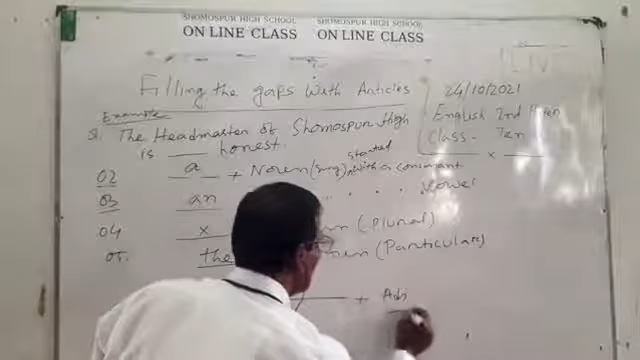 SHOMOSPUR HIGH SCHOOL SHOMOSPUR HIGH SCHOOL
ON LINE CLASS ON LINE CLASS
Filling the gaps with Articles
24/10/2021
Example
English 2nd
Class - Ten
The Headmaster of Shomospur High
is ___ honest.
02 a + Noun (sing) started with a consonant
03 an Vowel
04 x (Plural)
05. the (Particular)
+ Adj